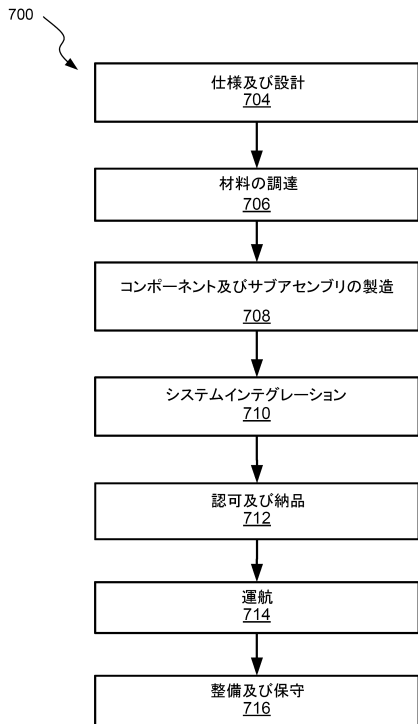 700
仕様及び設計
704
材料の調達
706
コンポーネント及びサブアセンブリの製造
708
システムインテグレーション
710
認可及び納品
712
運航
714
整備及び保守
716